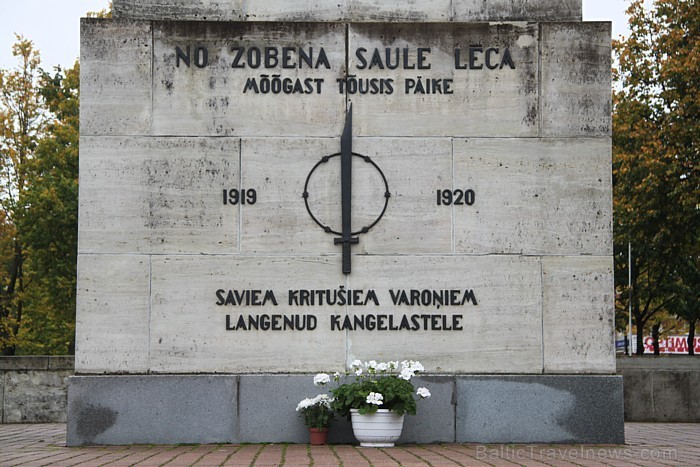 NO ZOBENA SAULE LĒCA
MÕÕGAST TÕUSIS PÄIKE
1919 1920
SAVIEM KRITUŠIEM VAROŅIEM
LANGENUD KANGELASTELE
BalticTravelnews.com